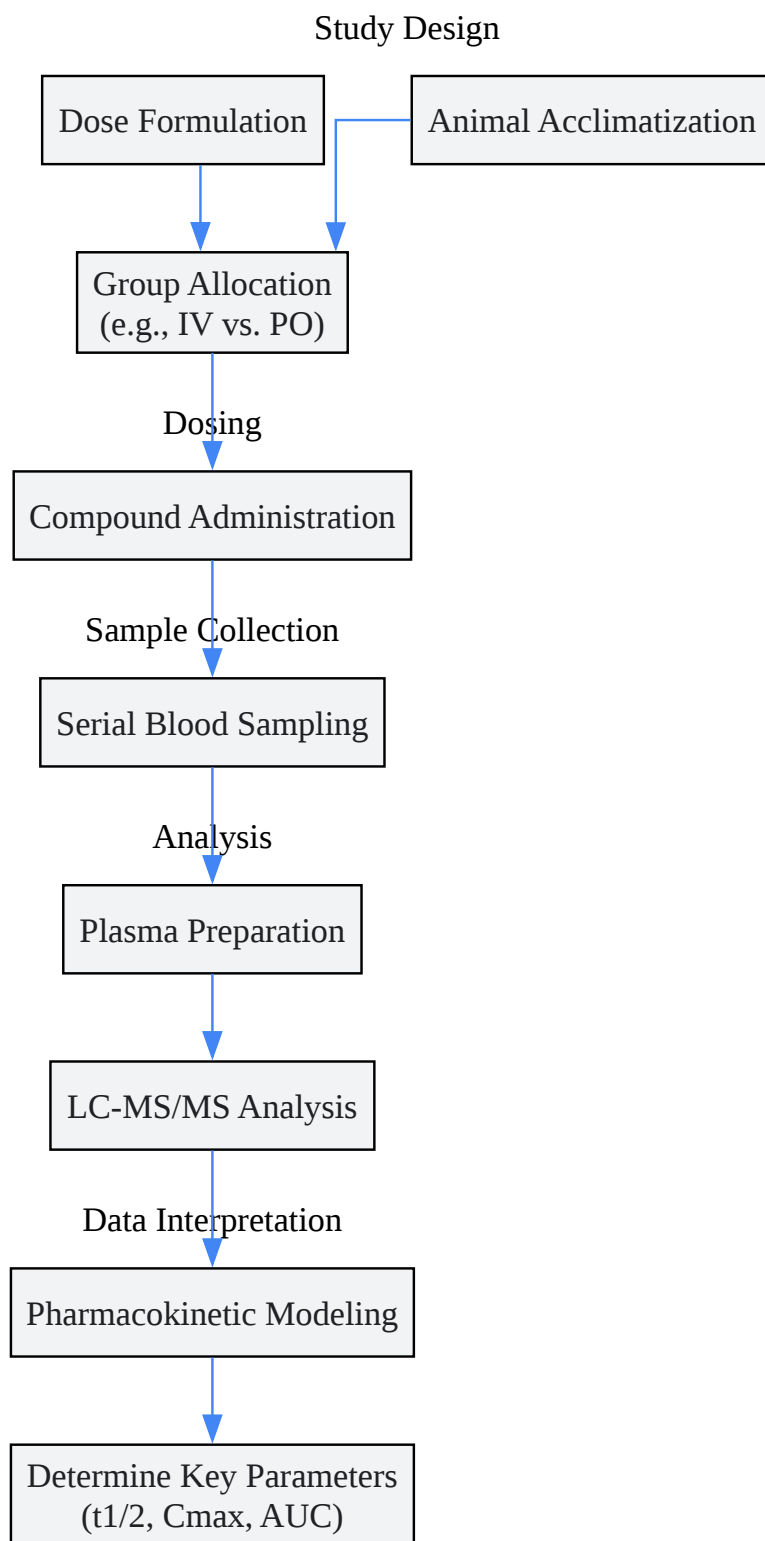 Study Design
Dose Formulation
Animal Acclimatization
Group Allocation
(e.g., IV vs. PO)
Dosing
Compound Administration
Sample Collection
Serial Blood Sampling
Analysis
Plasma Preparation
LC-MS/MS Analysis
Data Interpretation
Pharmacokinetic Modeling
Determine Key Parameters
(t1/2, Cmax, AUC)